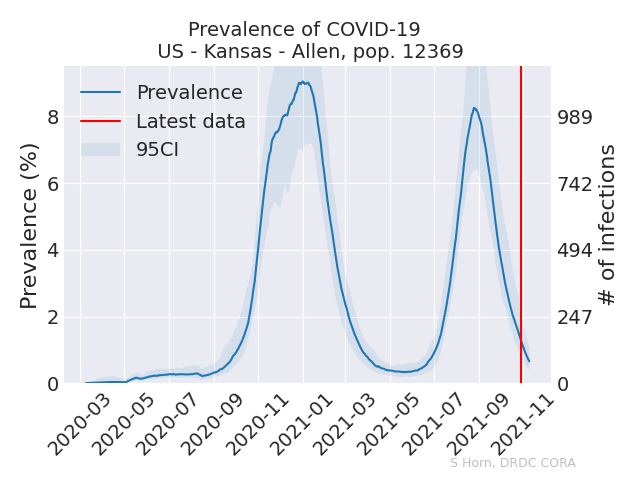 Prevalence of COVID-19
US - Kansas - Allen, pop. 12369
Prevalence
Latest data
95CI
Prevalence (%)
8
6
4
2
0
989
742
494
247
0
# of infections
2020-03
2020-05
2020-07
2020-09
2020-11
2021-01
2021-03
2021-05
2021-07
2021-09
2021-11
S Horn, DRDC CORA